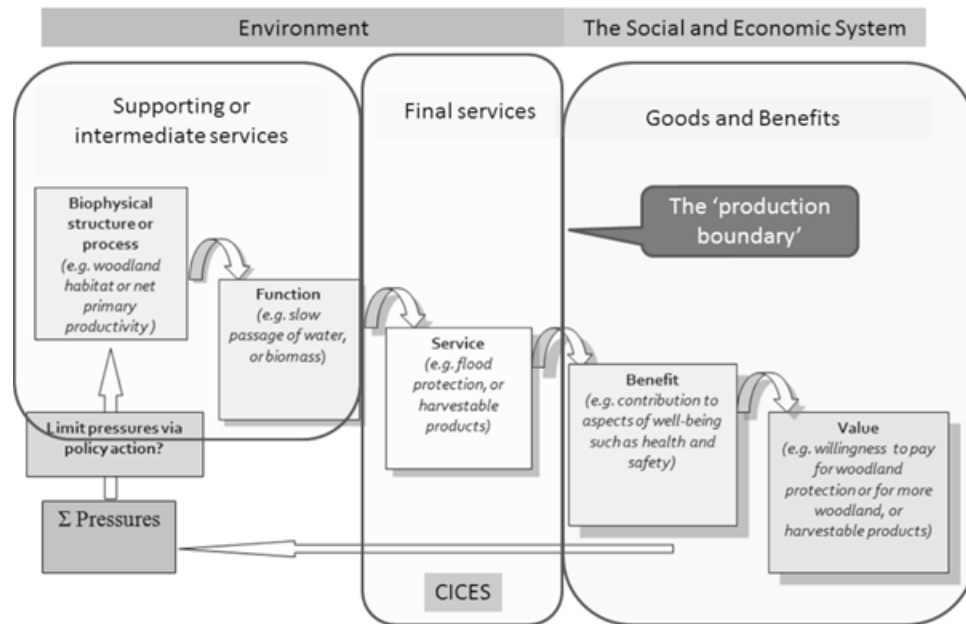 Environment
The Social and Economic System
Supporting or
intermediate services
Final services
Goods and Benefits
Biophysical
structure or
process
(e.g. woodland
habitat or net
primary
productivity )
The ‘production
boundary’
Function
(e.g. slow
passage of water,
or biomass)
Service
(e.g. flood
protection, or
harvestable
products)
Benefit
(e.g. contribution to
aspects of well-being
such as health and
safety)
Value
(e.g. willingness to pay
for woodland
protection or for more
woodland, or
harvestable products)
Limit pressures via
policy action?
Σ Pressures
CICES